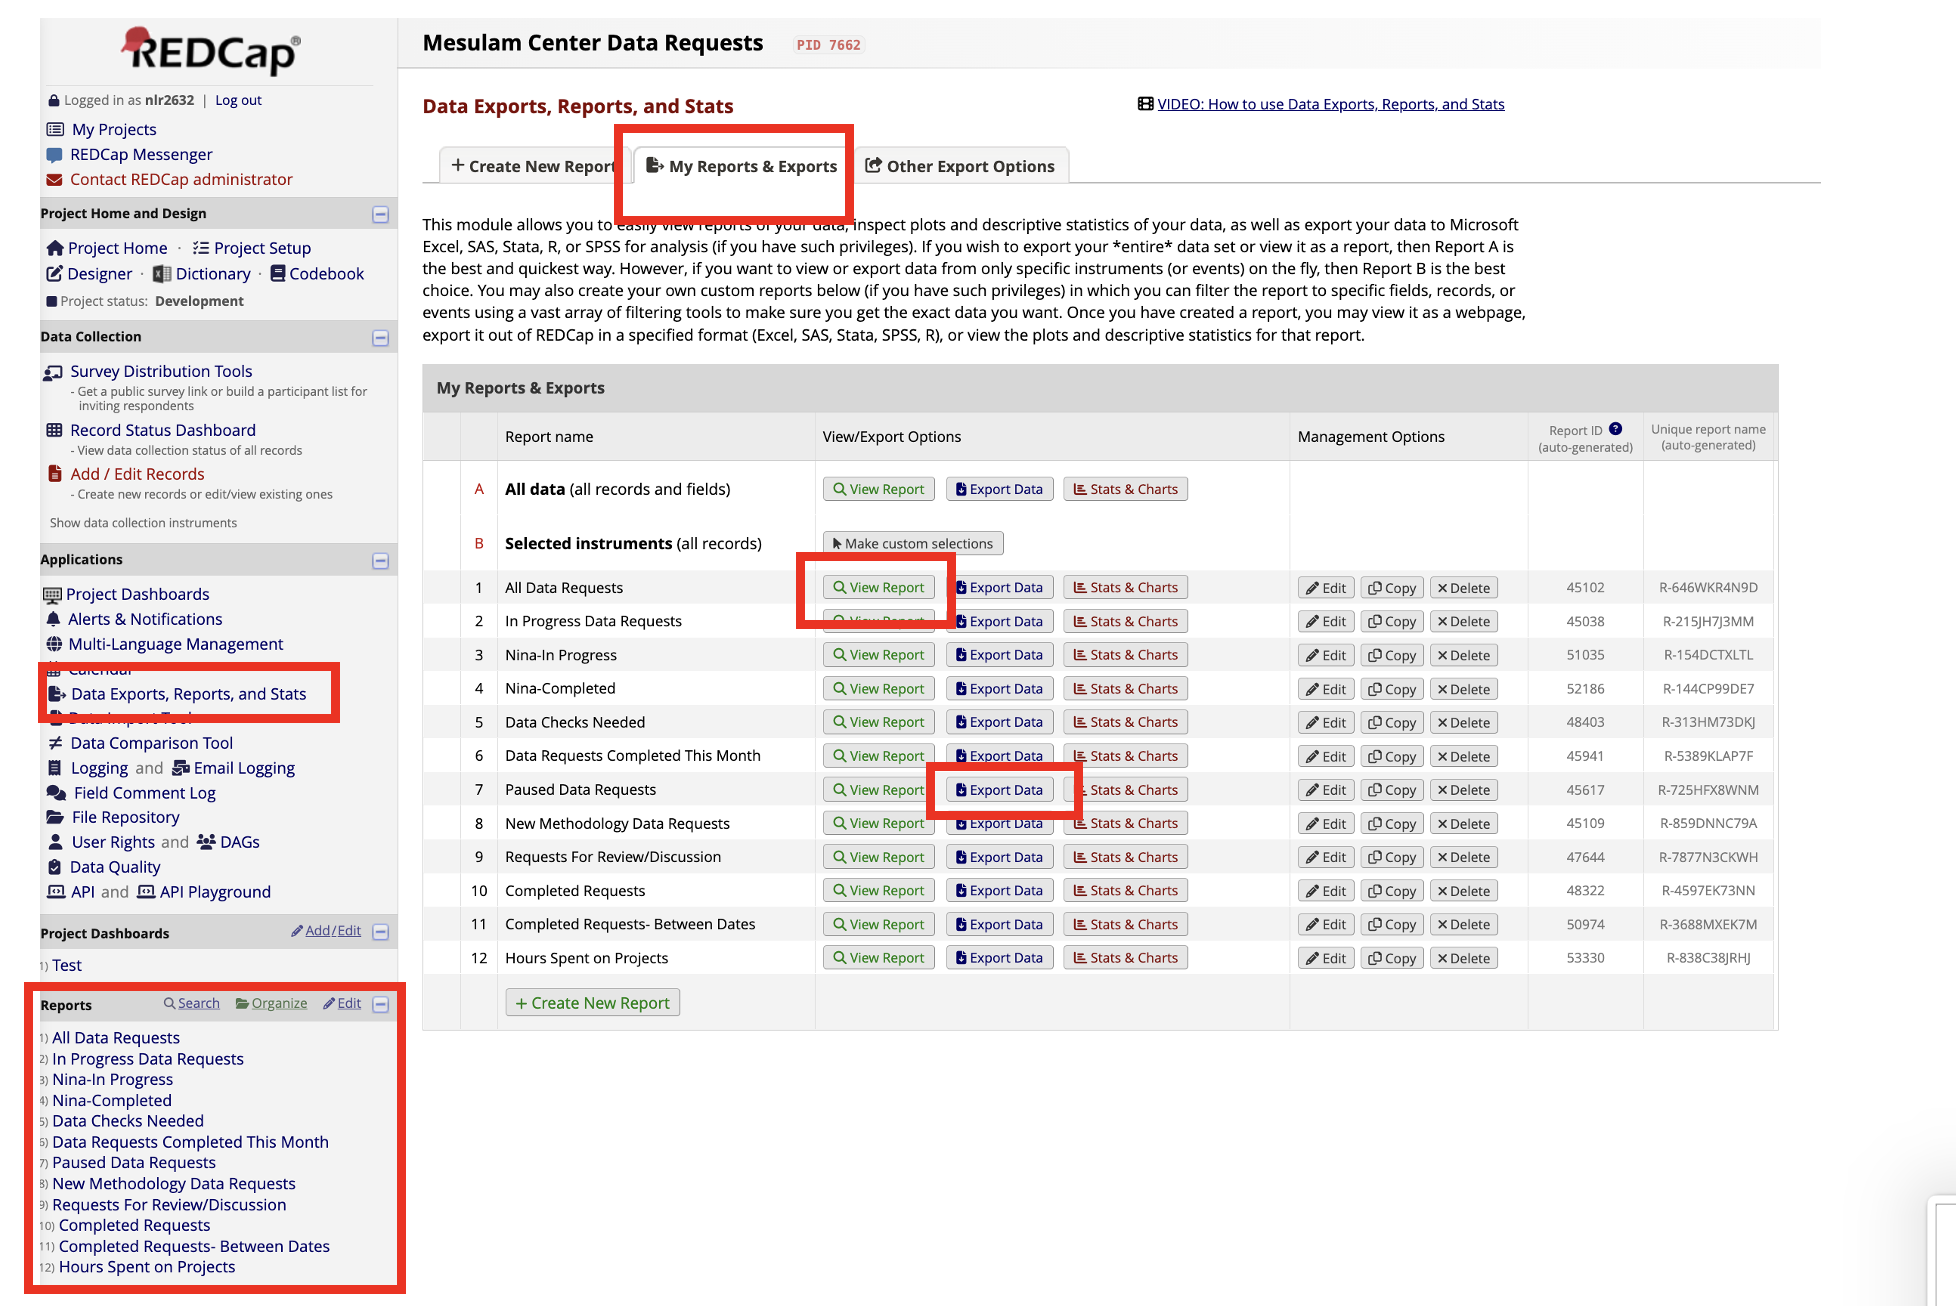 REDCap®
Logged in as nlr2632 | Log out
My Projects
REDCap Messenger
Contact REDCap administrator
Project Home and Design
Project Home · Project Setup
Designer · Dictionary · Codebook
Project status: Development
Data Collection
Survey Distribution Tools
- Get a public survey link or build a participant list for
inviting respondents
Record Status Dashboard
- View data collection status of all records
Add / Edit Records
- Create new records or edit/view existing ones
Show data collection instruments
Applications
Project Dashboards
Alerts & Notifications
Multi-Language Management
Calendar
Data Exports, Reports, and Stats
Data Import Tool
Data Comparison Tool
Logging and Email Logging
Field Comment Log
File Repository
User Rights and DAGs
Data Quality
API and API Playground
Project Dashboards Add/Edit
1) Test
Reports Search Organize Edit
1) All Data Requests
2) In Progress Data Requests
3) Nina-In Progress
4) Nina-Completed
5) Data Checks Needed
6) Data Requests Completed This Month
7) Paused Data Requests
8) New Methodology Data Requests
9) Requests For Review/Discussion
10) Completed Requests
11) Completed Requests- Between Dates
12) Hours Spent on Projects
Mesulam Center Data Requests PID 7662
Data Exports, Reports, and Stats
VIDEO: How to use Data Exports, Reports, and Stats
+ Create New Report My Reports & Exports Other Export Options
This module allows you to easily view reports of your data, inspect plots and descriptive statistics of your data, as well as export your data to Microsoft
Excel, SAS, Stata, R, or SPSS for analysis (if you have such privileges). If you wish to export your *entire* data set or view it as a report, then Report A is
the best and quickest way. However, if you want to view or export data from only specific instruments (or events) on the fly, then Report B is the best
choice. You may also create your own custom reports below (if you have such privileges) in which you can filter the report to specific fields, records, or
events using a vast array of filtering tools to make sure you get the exact data you want. Once you have created a report, you may view it as a webpage,
export it out of REDCap in a specified format (Excel, SAS, Stata, SPSS, R), or view the plots and descriptive statistics for that report.
My Reports & Exports
Report name View/Export Options Management Options Report ID ? (auto-generated) Unique report name (auto-generated)
A All data (all records and fields) View Report Export Data Stats & Charts
B Selected instruments (all records) Make custom selections
1 All Data Requests View Report Export Data Stats & Charts Edit Copy Delete 45102 R-646WKR4N9D
2 In Progress Data Requests View Report Export Data Stats & Charts Edit Copy Delete 45038 R-215JH7J3MM
3 Nina-In Progress View Report Export Data Stats & Charts Edit Copy Delete 51035 R-154DCTXLTL
4 Nina-Completed View Report Export Data Stats & Charts Edit Copy Delete 52186 R-144CP99DE7
5 Data Checks Needed View Report Export Data Stats & Charts Edit Copy Delete 48403 R-313HM73DKJ
6 Data Requests Completed This Month View Report Export Data Stats & Charts Edit Copy Delete 45941 R-5389KLAP7F
7 Paused Data Requests View Report Export Data Stats & Charts Edit Copy Delete 45617 R-725HFX8WNM
8 New Methodology Data Requests View Report Export Data Stats & Charts Edit Copy Delete 45109 R-859DNNC79A
9 Requests For Review/Discussion View Report Export Data Stats & Charts Edit Copy Delete 47644 R-7877N3CKWH
10 Completed Requests View Report Export Data Stats & Charts Edit Copy Delete 48322 R-4597EK73NN
11 Completed Requests- Between Dates View Report Export Data Stats & Charts Edit Copy Delete 50974 R-3688MXEK7M
12 Hours Spent on Projects View Report Export Data Stats & Charts Edit Copy Delete 53330 R-838C38JRHJ
+ Create New Report